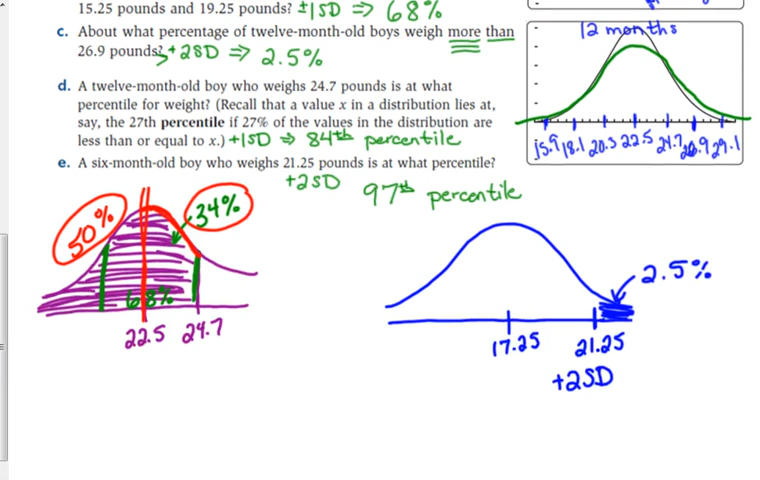 15.25 pounds and 19.25 pounds? ±1SD ⇒ 68%
c. About what percentage of twelve-month-old boys weigh more than
26.9 pounds? +2SD ⇒ 2.5%
d. A twelve-month-old boy who weighs 24.7 pounds is at what
percentile for weight? (Recall that a value x in a distribution lies at,
say, the 27th percentile if 27% of the values in the distribution are
less than or equal to x.) +1SD ⇒ 84th percentile
e. A six-month-old boy who weighs 21.25 pounds is at what percentile?
+2SD 97th percentile
12 months
15.9 18.1 20.3 22.5 24.7 26.9 29.1
50% 34%
68%
22.5 24.7
2.5%
17.25 21.25
+2SD